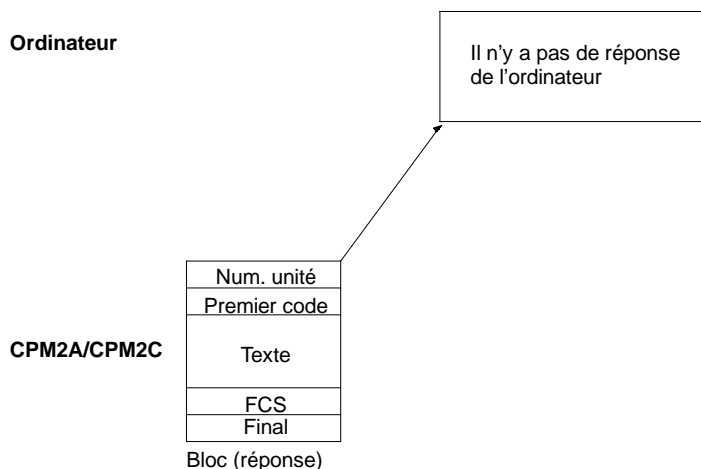 Ordinateur
Il n'y a pas de réponse
de l'ordinateur
Num. unité
Premier code
CPM2A/CPM2C
Texte
FCS
Final
Bloc (réponse)